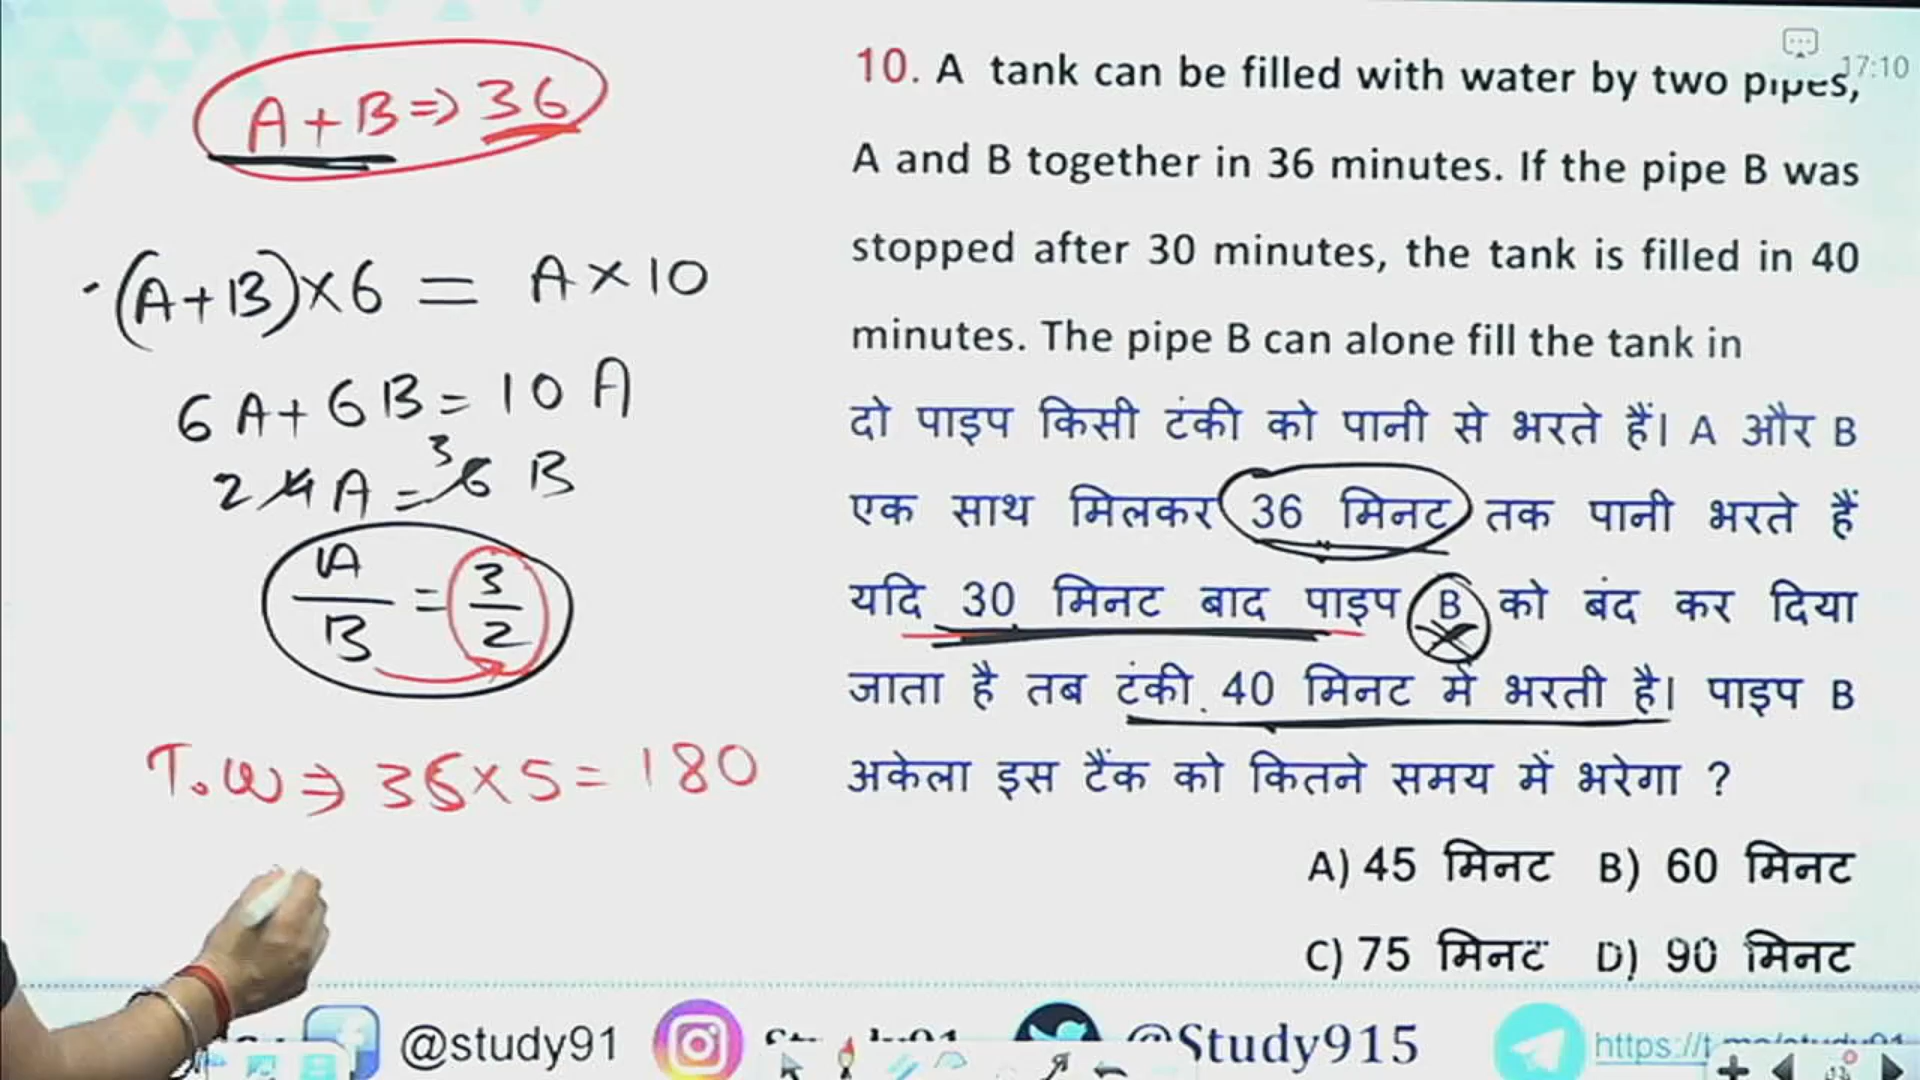 A+B⇒36
(A+B)×6 = A×10
6A+6B=10A
2 4A = 3 6B
A/B = 3/2
T.W ⇒ 36×5=180
17:10
10. A tank can be filled with water by two pipes,
A and B together in 36 minutes. If the pipe B was
stopped after 30 minutes, the tank is filled in 40
minutes. The pipe B can alone fill the tank in
दो पाइप किसी टंकी को पानी से भरते हैं। A और B
एक साथ मिलकर 36 मिनट तक पानी भरते हैं
यदि 30 मिनट बाद पाइप B को बंद कर दिया
जाता है तब टंकी 40 मिनट में भरती है। पाइप B
अकेला इस टैंक को कितने समय में भरेगा ?
A) 45 मिनट B) 60 मिनट
C) 75 मिनट D) 90 मिनट
@study91 @Study915